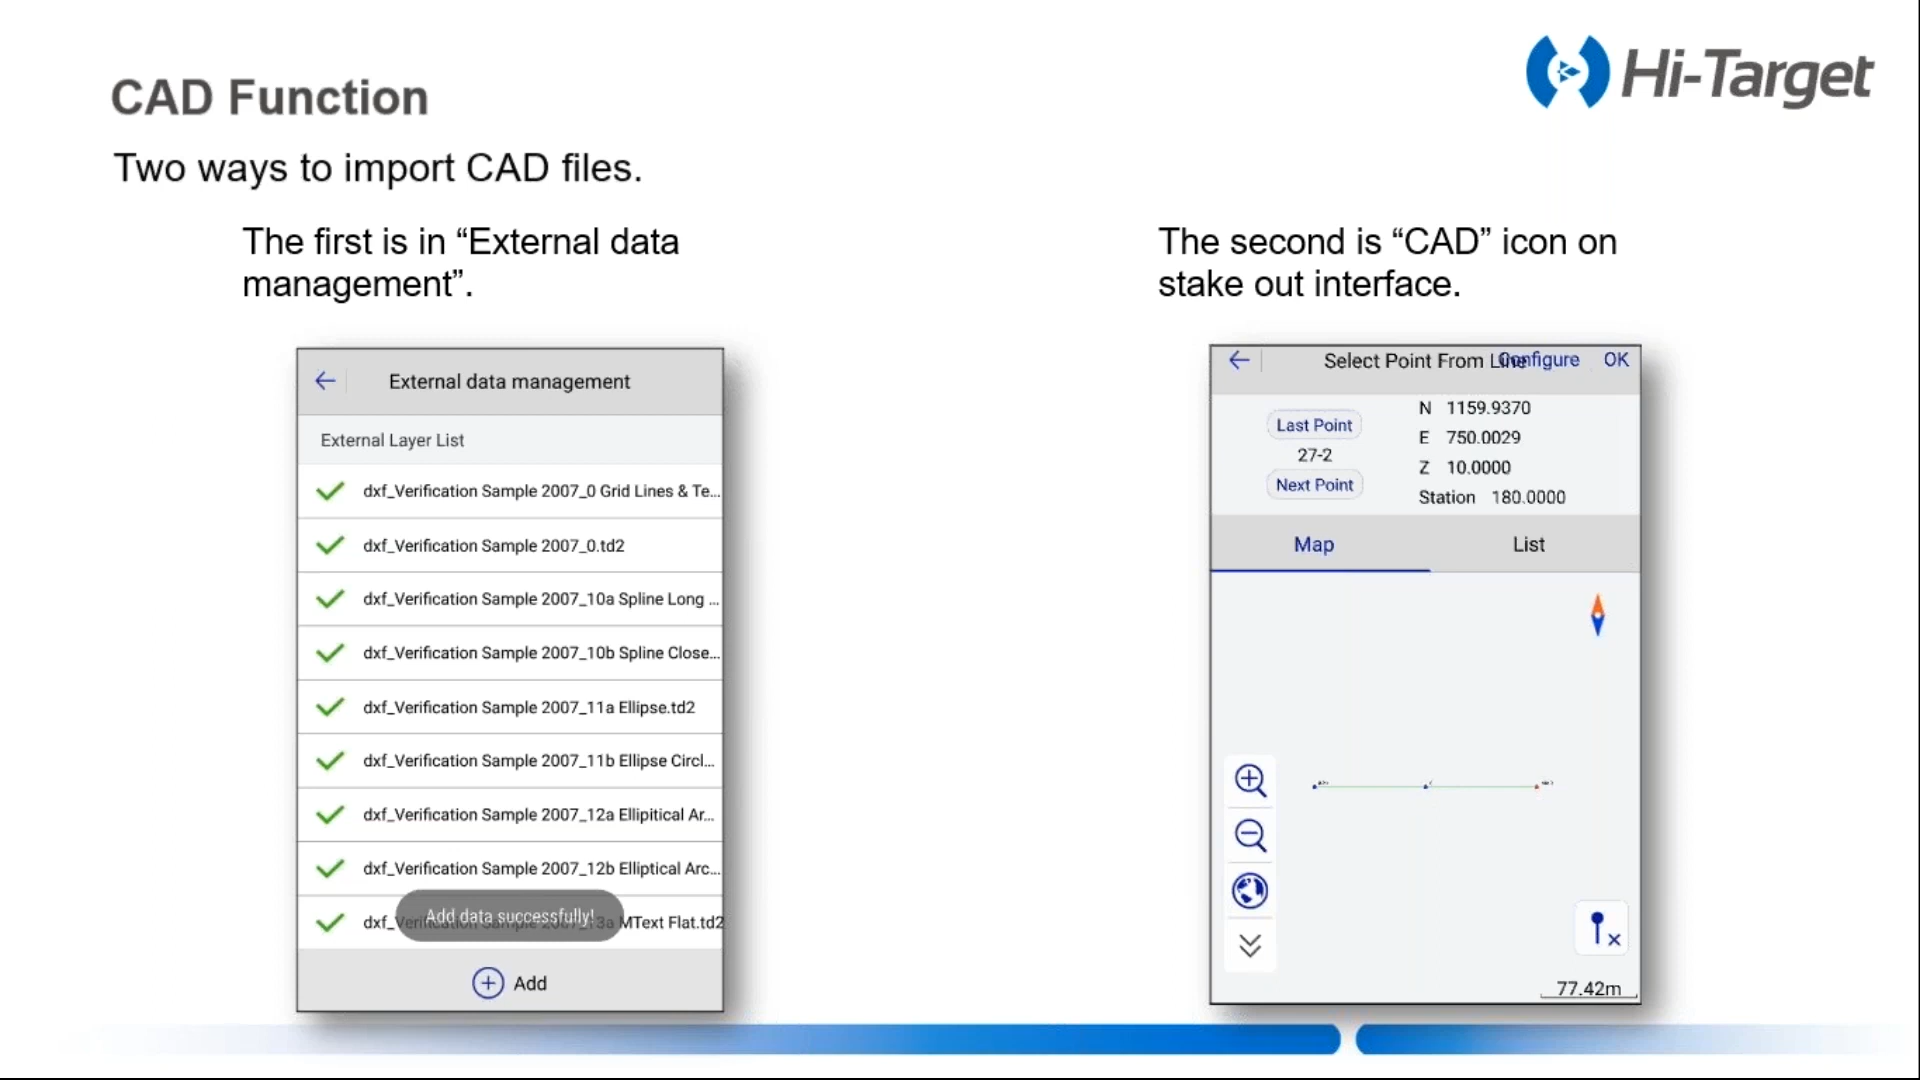 Hi-Target
CAD Function
Two ways to import CAD files.
The first is in “External data
management”.
The second is “CAD” icon on
stake out interface.
External data management
External Layer List
dxf_Verification Sample 2007_0 Grid Lines & Te...
dxf_Verification Sample 2007_0.td2
dxf_Verification Sample 2007_10a Spline Long ...
dxf_Verification Sample 2007_10b Spline Close...
dxf_Verification Sample 2007_11a Ellipse.td2
dxf_Verification Sample 2007_11b Ellipse Circl...
dxf_Verification Sample 2007_12a Ellipitical Ar...
dxf_Verification Sample 2007_12b Elliptical Arc...
dxf_Verification Sample 2007_13a MText Flat.td2
Add data successfully!
Add
Select Point From Line
Configure
OK
Last Point
27-2
Next Point
N 1159.9370
E 750.0029
Z 10.0000
Station 180.0000
Map
List
77.42m